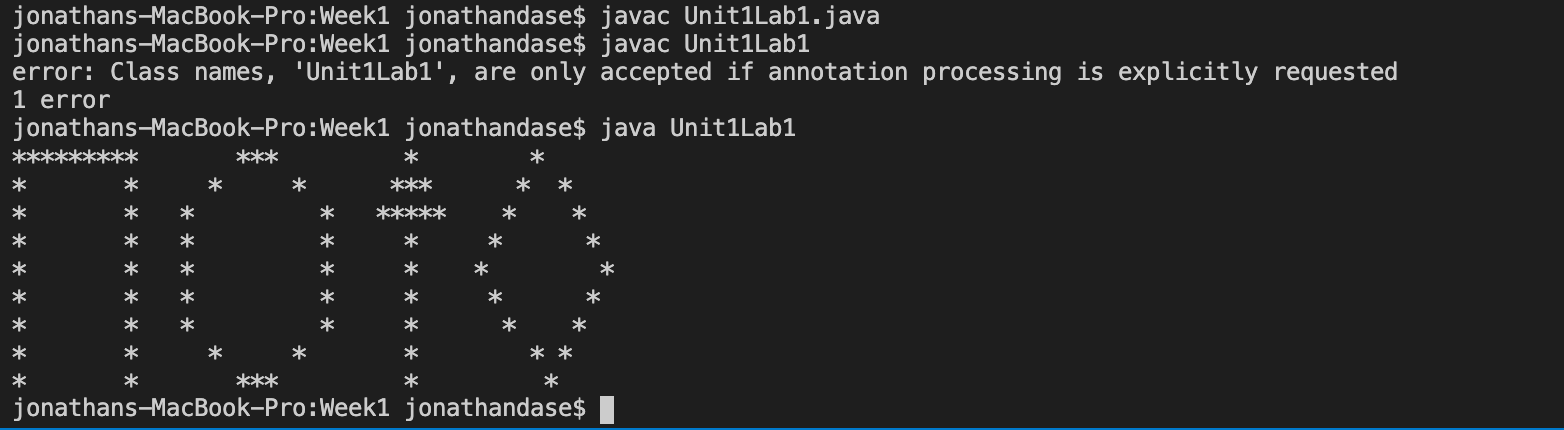 jonathans-MacBook-Pro:Week1 jonathandase$ javac Unit1Lab1.java
jonathans-MacBook-Pro:Week1 jonathandase$ javac Unit1Lab1
error: Class names, 'Unit1Lab1', are only accepted if annotation processing is explicitly requested
1 error
jonathans-MacBook-Pro:Week1 jonathandase$ java Unit1Lab1
*********       ***         *        *
*       *     *     *      ***      *  *
*       *   *         *   *****    *    *
*       *   *         *     *     *      *
*       *   *         *     *    *        *
*       *   *         *     *     *      *
*       *   *         *     *      *    *
*       *     *     *       *        * *
*       *       ***         *         *
jonathans-MacBook-Pro:Week1 jonathandase$